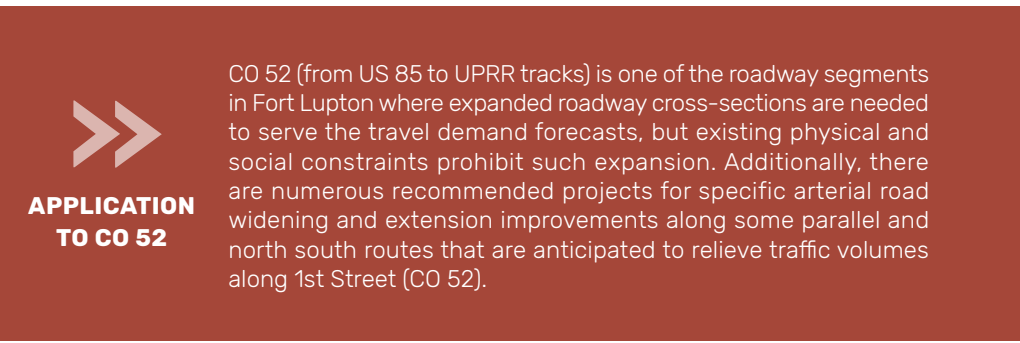 APPLICATION
TO CO 52
CO 52 (from US 85 to UPRR tracks) is one of the roadway segments
in Fort Lupton where expanded roadway cross-sections are needed
to serve the travel demand forecasts, but existing physical and
social constraints prohibit such expansion. Additionally, there
are numerous recommended projects for specific arterial road
widening and extension improvements along some parallel and
north south routes that are anticipated to relieve traffic volumes
along 1st Street (CO 52).